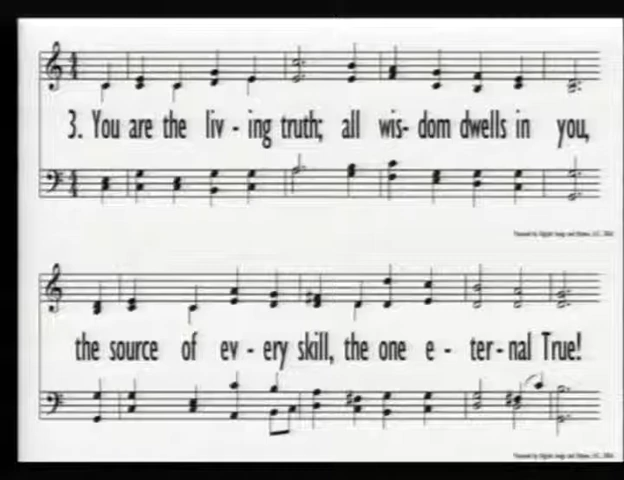 3. You are the liv - ing truth; all wis- dom dwells in you,
the source of ev - ery skill, the one e - ter - nal True!